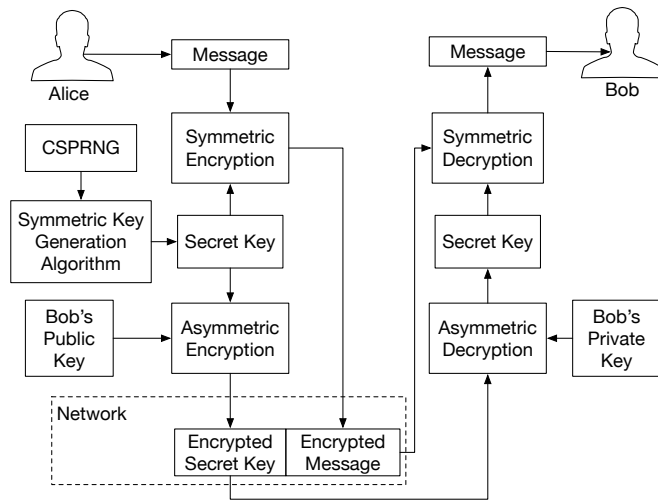 Message
Alice
Symmetric
Encryption
CSPRNG
Symmetric Key
Generation
Algorithm
Secret Key
Bob's
Public
Key
Asymmetric
Encryption
Network
Encrypted
Secret Key
Encrypted
Message
Message
Bob
Symmetric
Decryption
Secret Key
Asymmetric
Decryption
Bob's
Private
Key